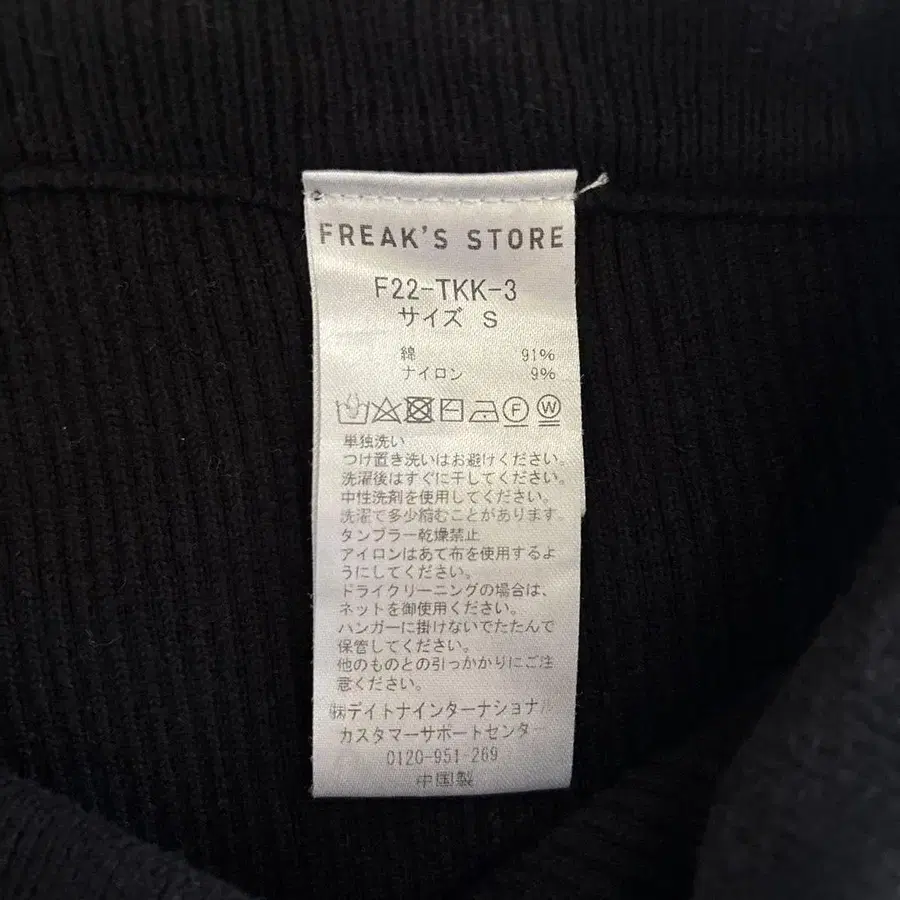 FREAK'S STORE
F22-TKK-3
サイズ S
綿 91%
ナイロン 9%
F W
単独洗い
つけ置き洗いはお避けください。
洗濯後はすぐに干してください。
中性洗剤を使用してください。
洗濯で多少縮むことがあります。
タンブラー乾燥禁止
アイロンはあて布を使用するよ
うにしてください。
ドライクリーニングの場合は、
ネットを御使用ください。
ハンガーに掛けないでたたんで
保管してください。
他のものとの引っかかりにご注
意ください。
㈱デイトナインターナショナル
カスタマーサポートセンター
0120-951-269
中国製